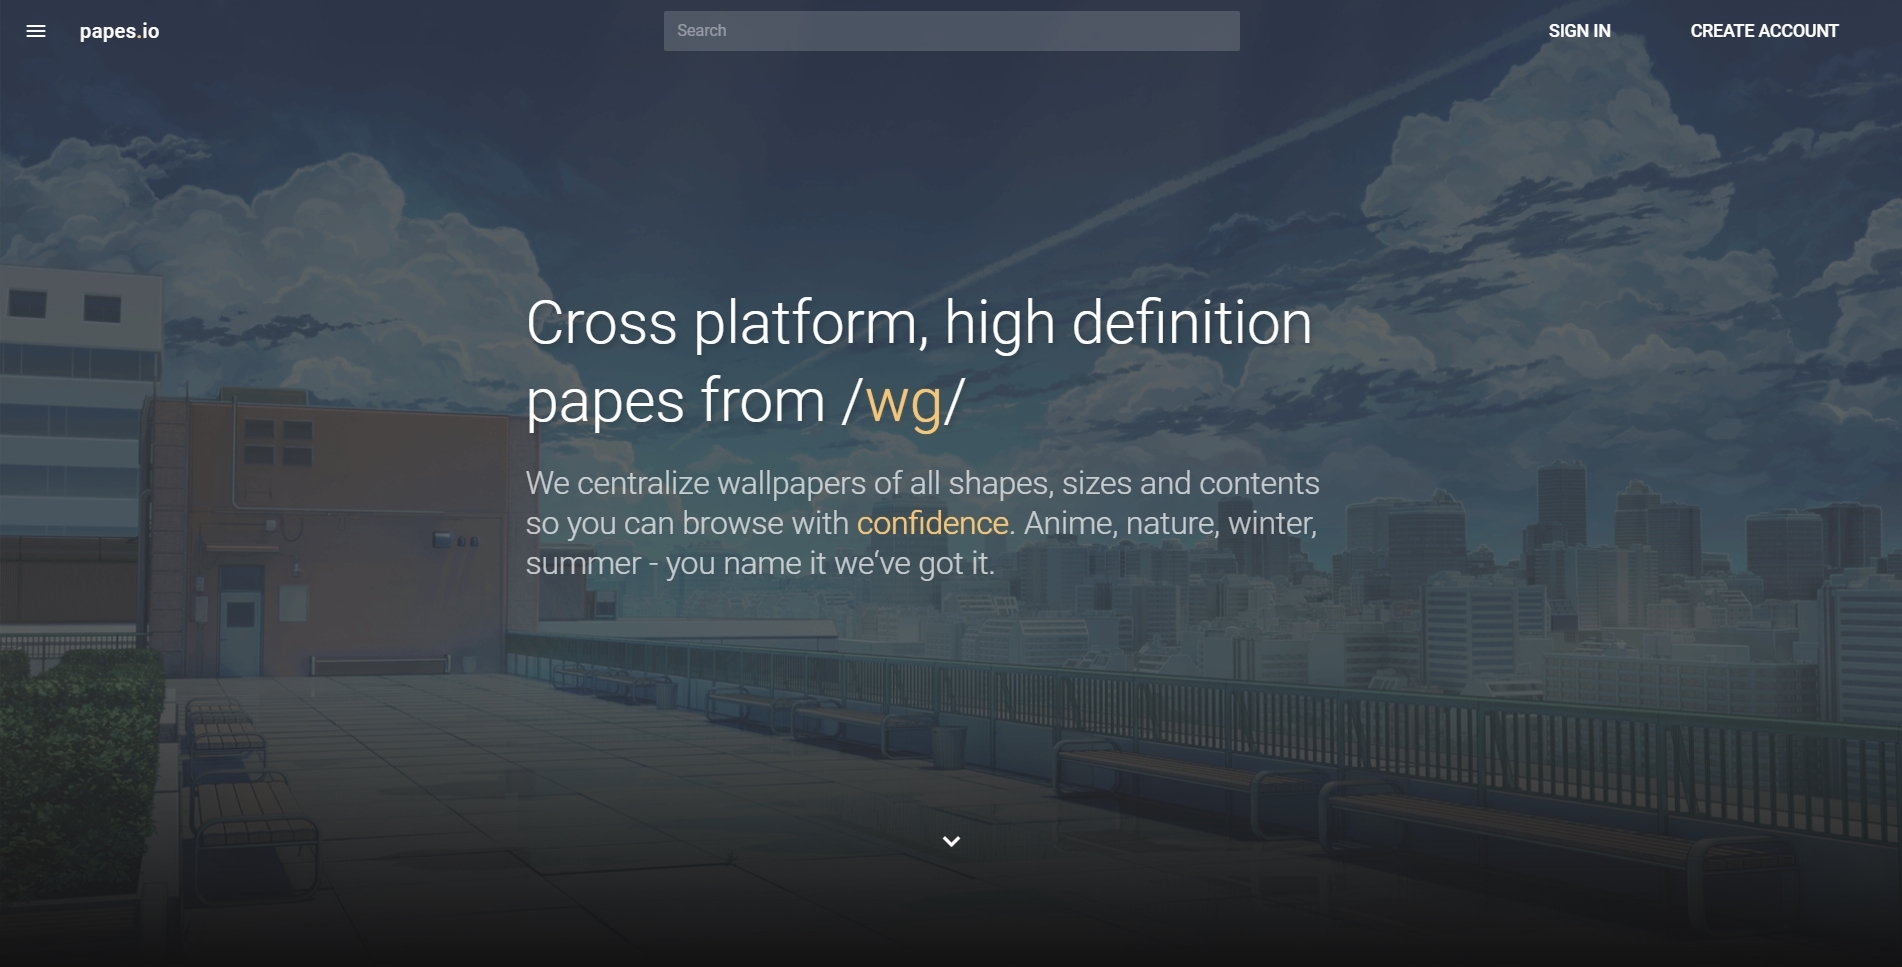 papes.io
Search
SIGN IN
CREATE ACCOUNT
Cross platform, high definition
papes from /wg/
We centralize wallpapers of all shapes, sizes and contents
so you can browse with confidence. Anime, nature, winter,
summer - you name it we‘ve got it.